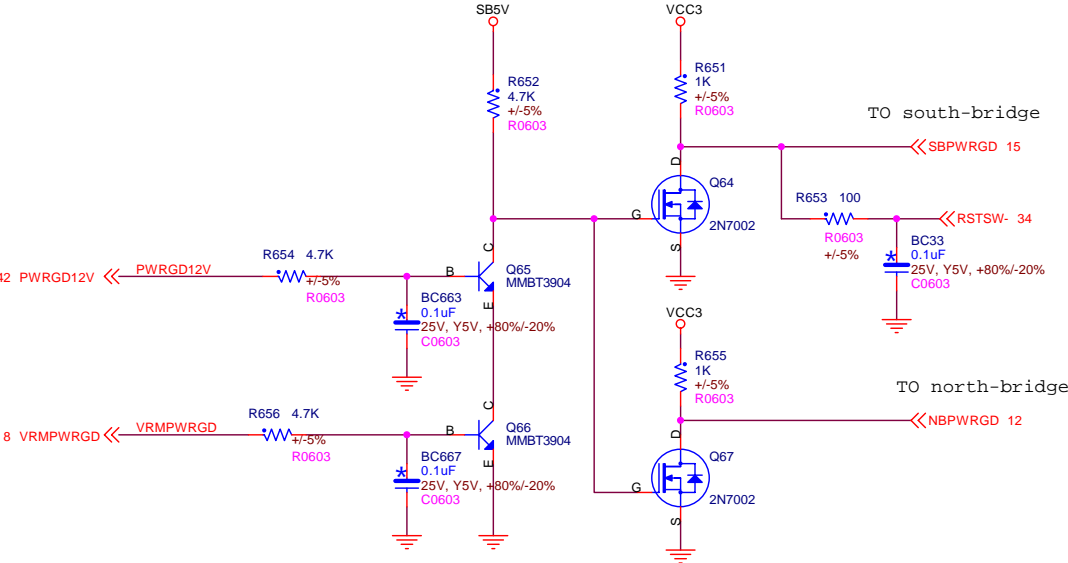 SB5V
VCC3
R652
4.7K
+/-5%
R0603
R651
1K
+/-5%
R0603
TO south-bridge
SBPWRGD 15
D
Q64
G
2N7002
S
R653 100
R0603
+/-5%
RSTSW- 34
BC33
0.1uF
25V, Y5V, +80%/-20%
C0603
42 PWRGD12V
PWRGD12V
R654 4.7K
+/-5%
R0603
B
C
Q65
MMBT3904
E
BC663
0.1uF
25V, Y5V, +80%/-20%
C0603
VCC3
R655
1K
+/-5%
R0603
TO north-bridge
NBPWRGD 12
8 VRMPWRGD
VRMPWRGD
R656 4.7K
+/-5%
R0603
B
C
Q66
MMBT3904
E
BC667
0.1uF
25V, Y5V, +80%/-20%
C0603
D
Q67
G
2N7002
S